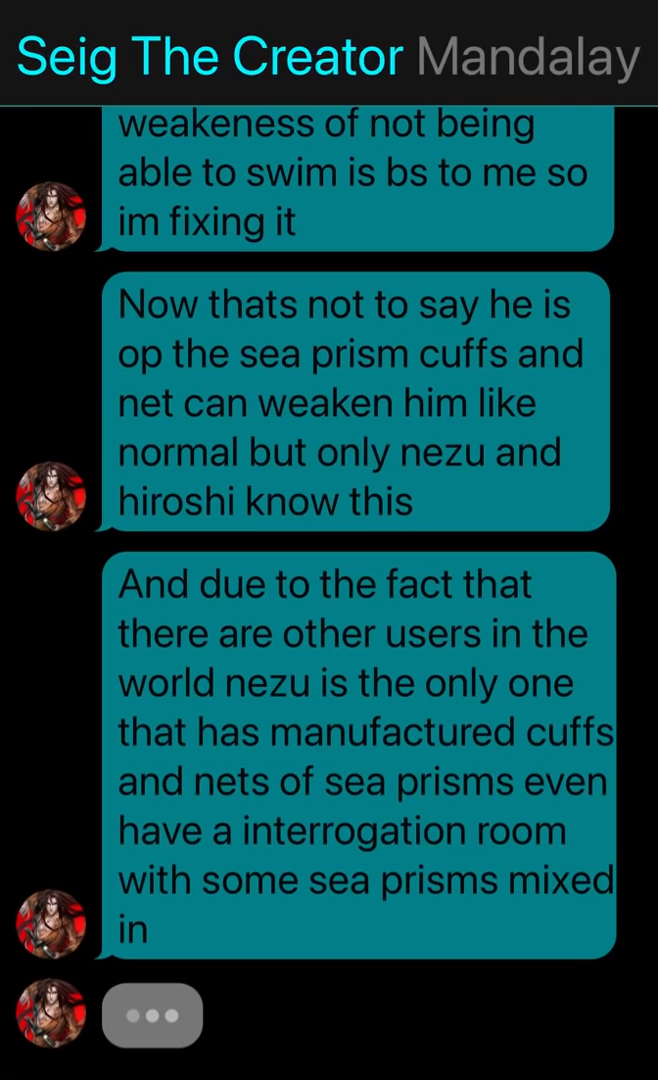 Seig The Creator Mandalay
weakeness of not being
able to swim is bs to me so
im fixing it
Now thats not to say he is
op the sea prism cuffs and
net can weaken him like
normal but only nezu and
hiroshi know this
And due to the fact that
there are other users in the
world nezu is the only one
that has manufactured cuffs
and nets of sea prisms even
have a interrogation room
with some sea prisms mixed
in